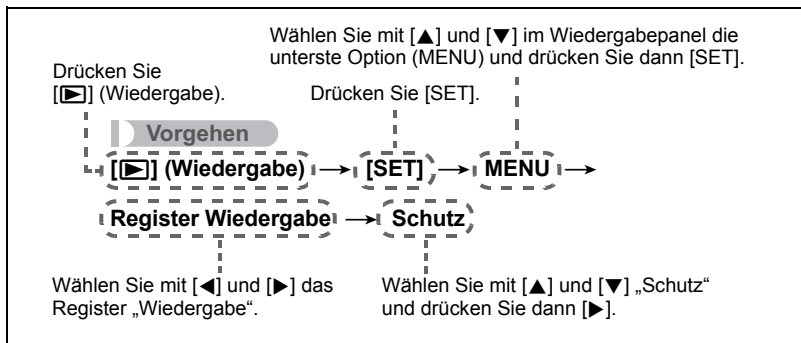 Wählen Sie mit [▲] und [▼] im Wiedergabepanel die
unterste Option (MENU) und drücken Sie dann [SET].
Drücken Sie
[▶] (Wiedergabe).
Drücken Sie [SET].
Vorgehen
[▶] (Wiedergabe) → [SET] → MENU →
Register Wiedergabe → Schutz
Wählen Sie mit [◀] und [▶] das
Register „Wiedergabe“.
Wählen Sie mit [▲] und [▼] „Schutz“
und drücken Sie dann [▶].